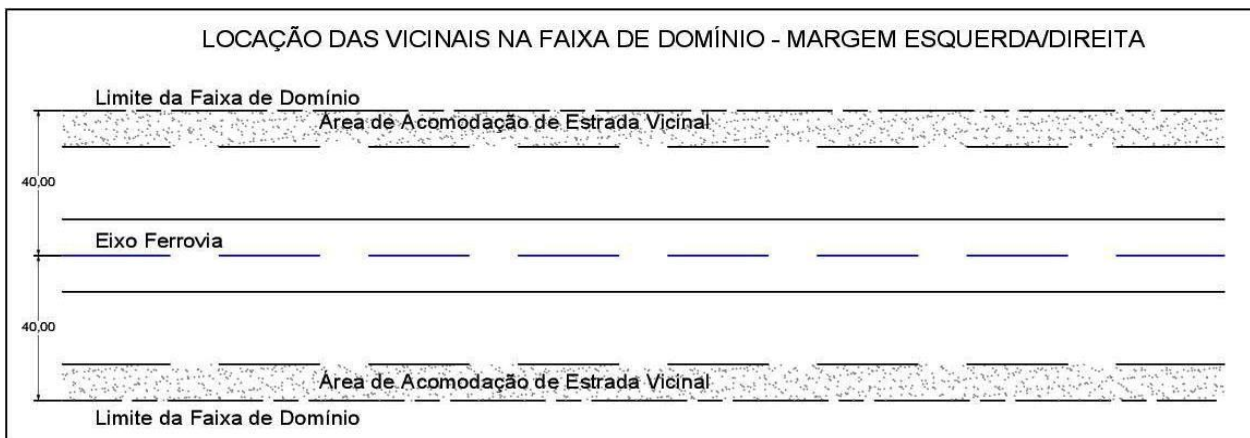 LOCAÇÃO DAS VICINAIS NA FAIXA DE DOMÍNIO - MARGEM ESQUERDA/DIREITA
Limite da Faixa de Domínio
Área de Acomodação de Estrada Vicinal
40,00
Eixo Ferrovia
40,00
Área de Acomodação de Estrada Vicinal
Limite da Faixa de Domínio